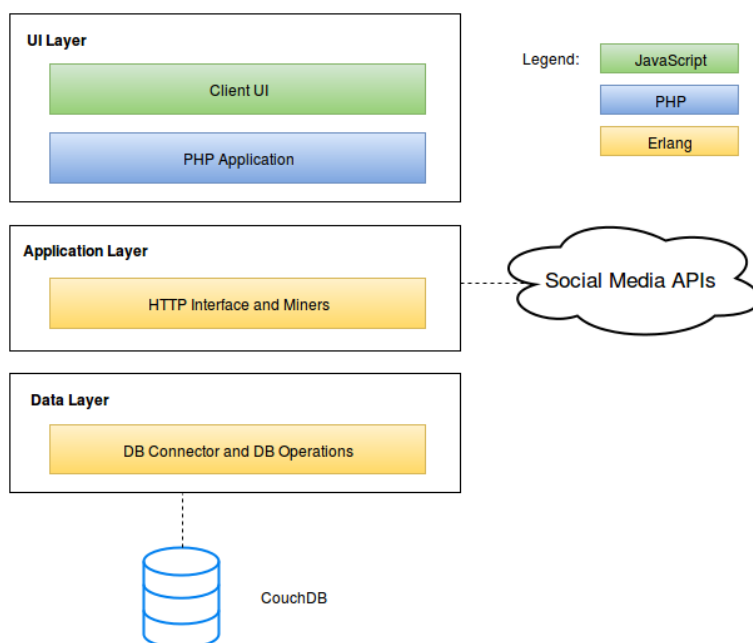 UI Layer
Client UI
PHP Application
Legend:
JavaScript
PHP
Erlang
Application Layer
HTTP Interface and Miners
Social Media APIs
Data Layer
DB Connector and DB Operations
CouchDB